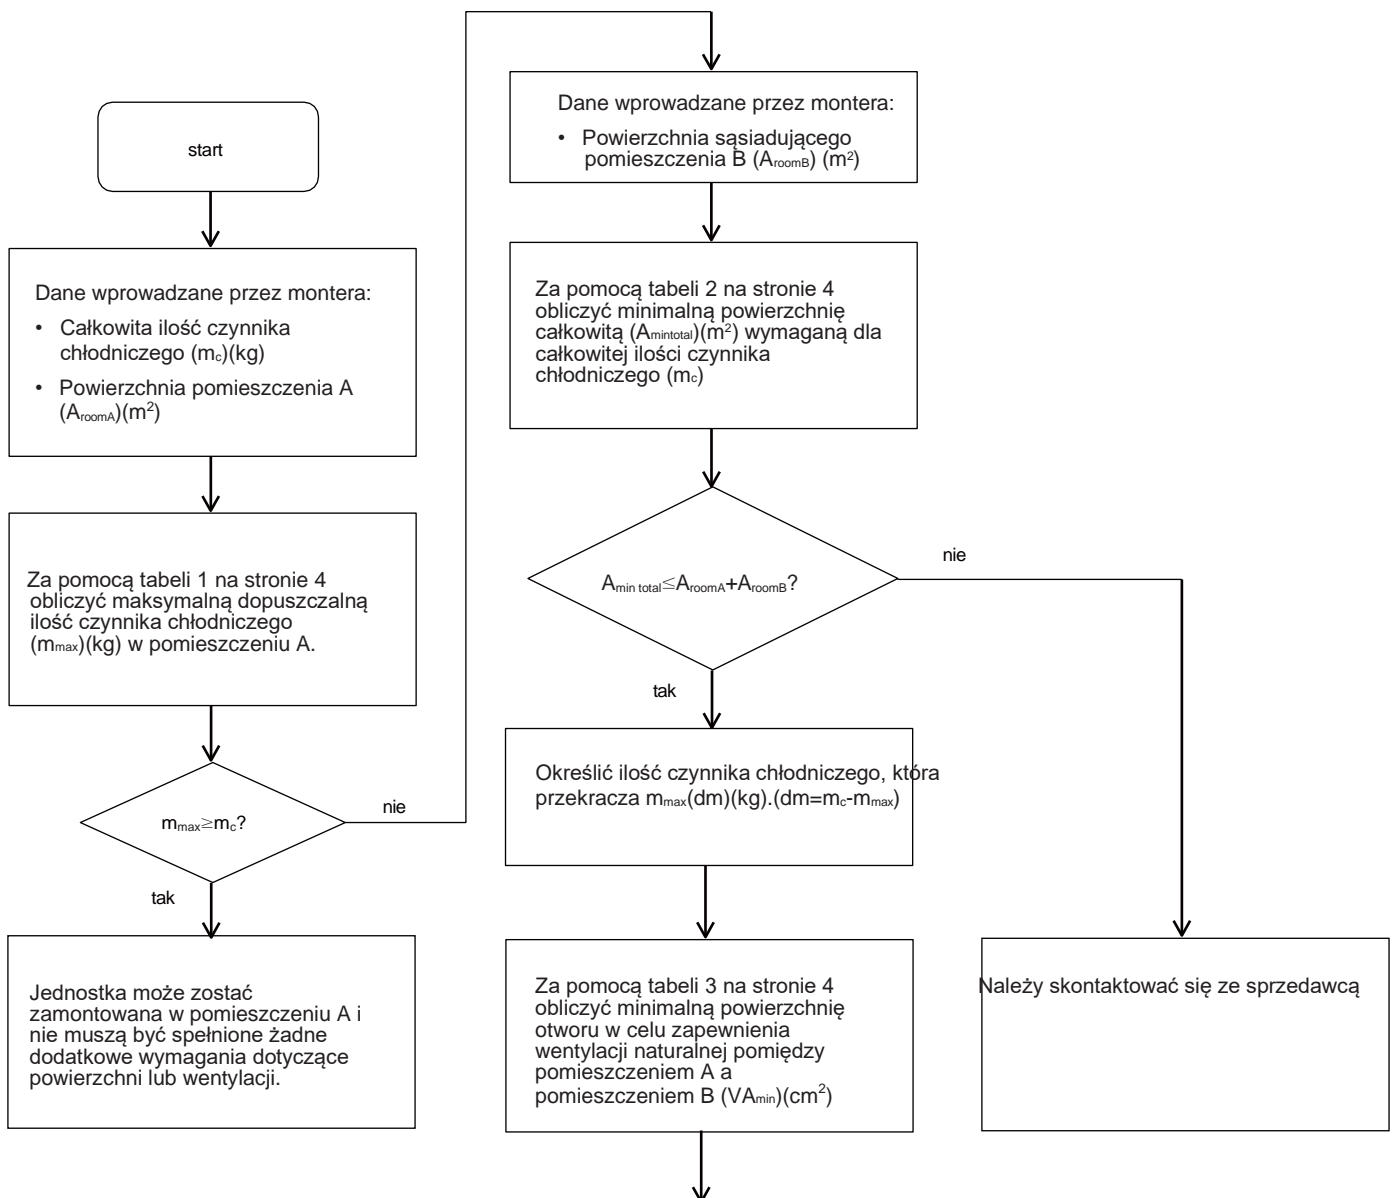 start
Dane wprowadzane przez montera:
• Całkowita ilość czynnika
chłodniczego (mc)(kg)
• Powierzchnia pomieszczenia A
(AroomA)(m²)
Za pomocą tabeli 1 na stronie 4
obliczyć maksymalną dopuszczalną
ilość czynnika chłodniczego
(mmax)(kg) w pomieszczeniu A.
mmax≥mc?
nie
tak
Jednostka może zostać
zamontowana w pomieszczeniu A i
nie muszą być spełnione żadne
dodatkowe wymagania dotyczące
powierzchni lub wentylacji.
Dane wprowadzane przez montera:
• Powierzchnia sąsiadującego
pomieszczenia B (AroomB) (m²)
Za pomocą tabeli 2 na stronie 4
obliczyć minimalną powierzchnię
całkowitą (Amintotal)(m²) wymaganą dla
całkowitej ilości czynnika
chłodniczego (mc)
Amin total≤AroomA+AroomB?
nie
tak
Określić ilość czynnika chłodniczego, która
przekracza mmax(dm)(kg).(dm=mc-mmax)
Za pomocą tabeli 3 na stronie 4
obliczyć minimalną powierzchnię
otworu w celu zapewnienia
wentylacji naturalnej pomiędzy
pomieszczeniem A a
pomieszczeniem B (VAmin)(cm²)
Należy skontaktować się ze sprzedawcą